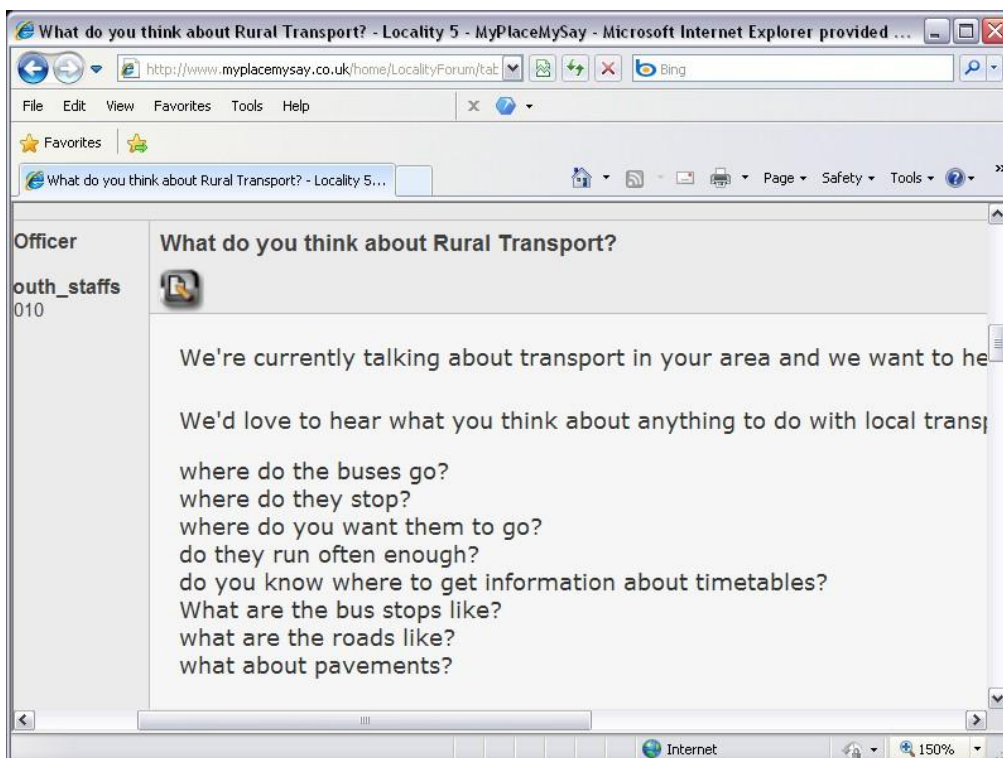 What do you think about Rural Transport? - Locality 5 - MyPlaceMySay - Microsoft Internet Explorer provided ...
http://www.myplacemysay.co.uk/home/LocalityForum/tab
Bing
File Edit View Favorites Tools Help
X
Favorites
What do you think about Rural Transport? - Locality 5...
Page Safety Tools
Officer
What do you think about Rural Transport?
outh_staffs
010
We're currently talking about transport in your area and we want to he
We'd love to hear what you think about anything to do with local transp
where do the buses go?
where do they stop?
where do you want them to go?
do they run often enough?
do you know where to get information about timetables?
What are the bus stops like?
what are the roads like?
what about pavements?
Internet
150%